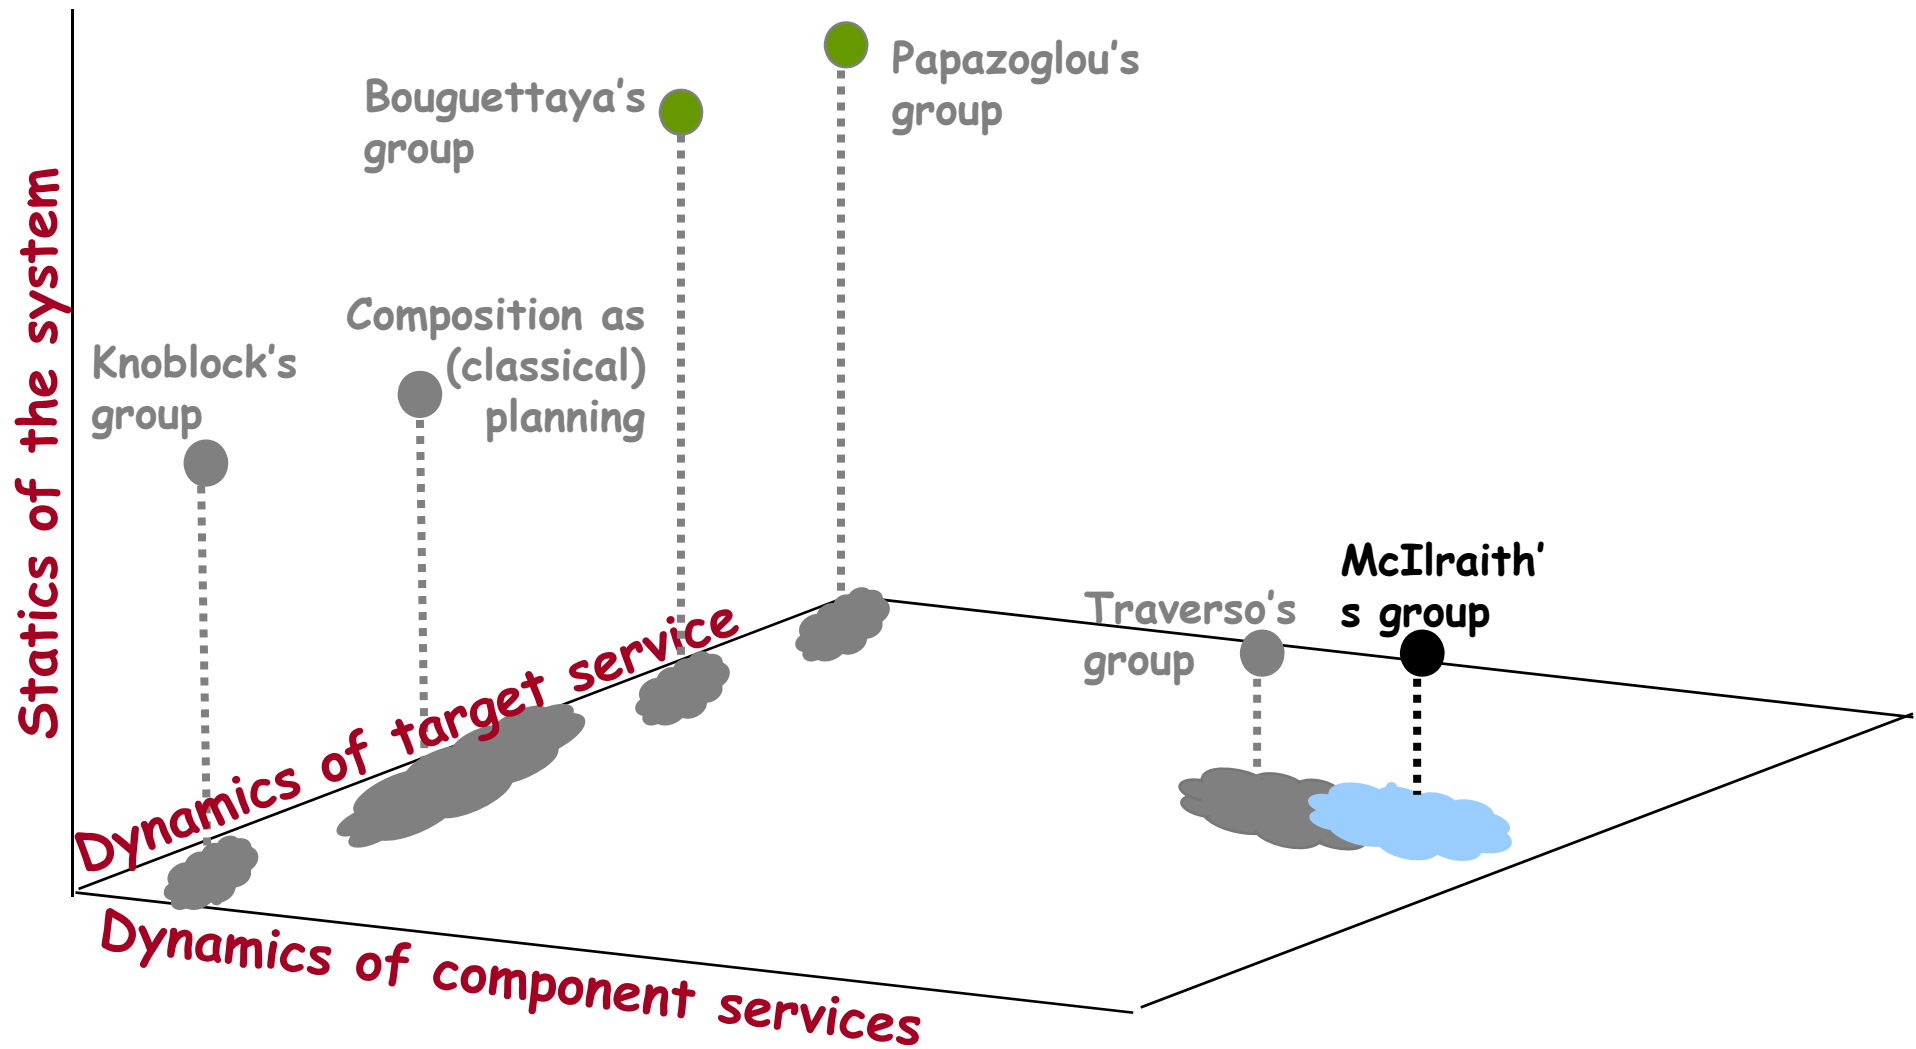 Papazoglou's
group
Bouguettaya's
group
Composition as
(classical)
planning
Knoblock's
group
McIlraith'
s group
Traverso's
group
Statics of the system
Dynamics of target service
Dynamics of component services